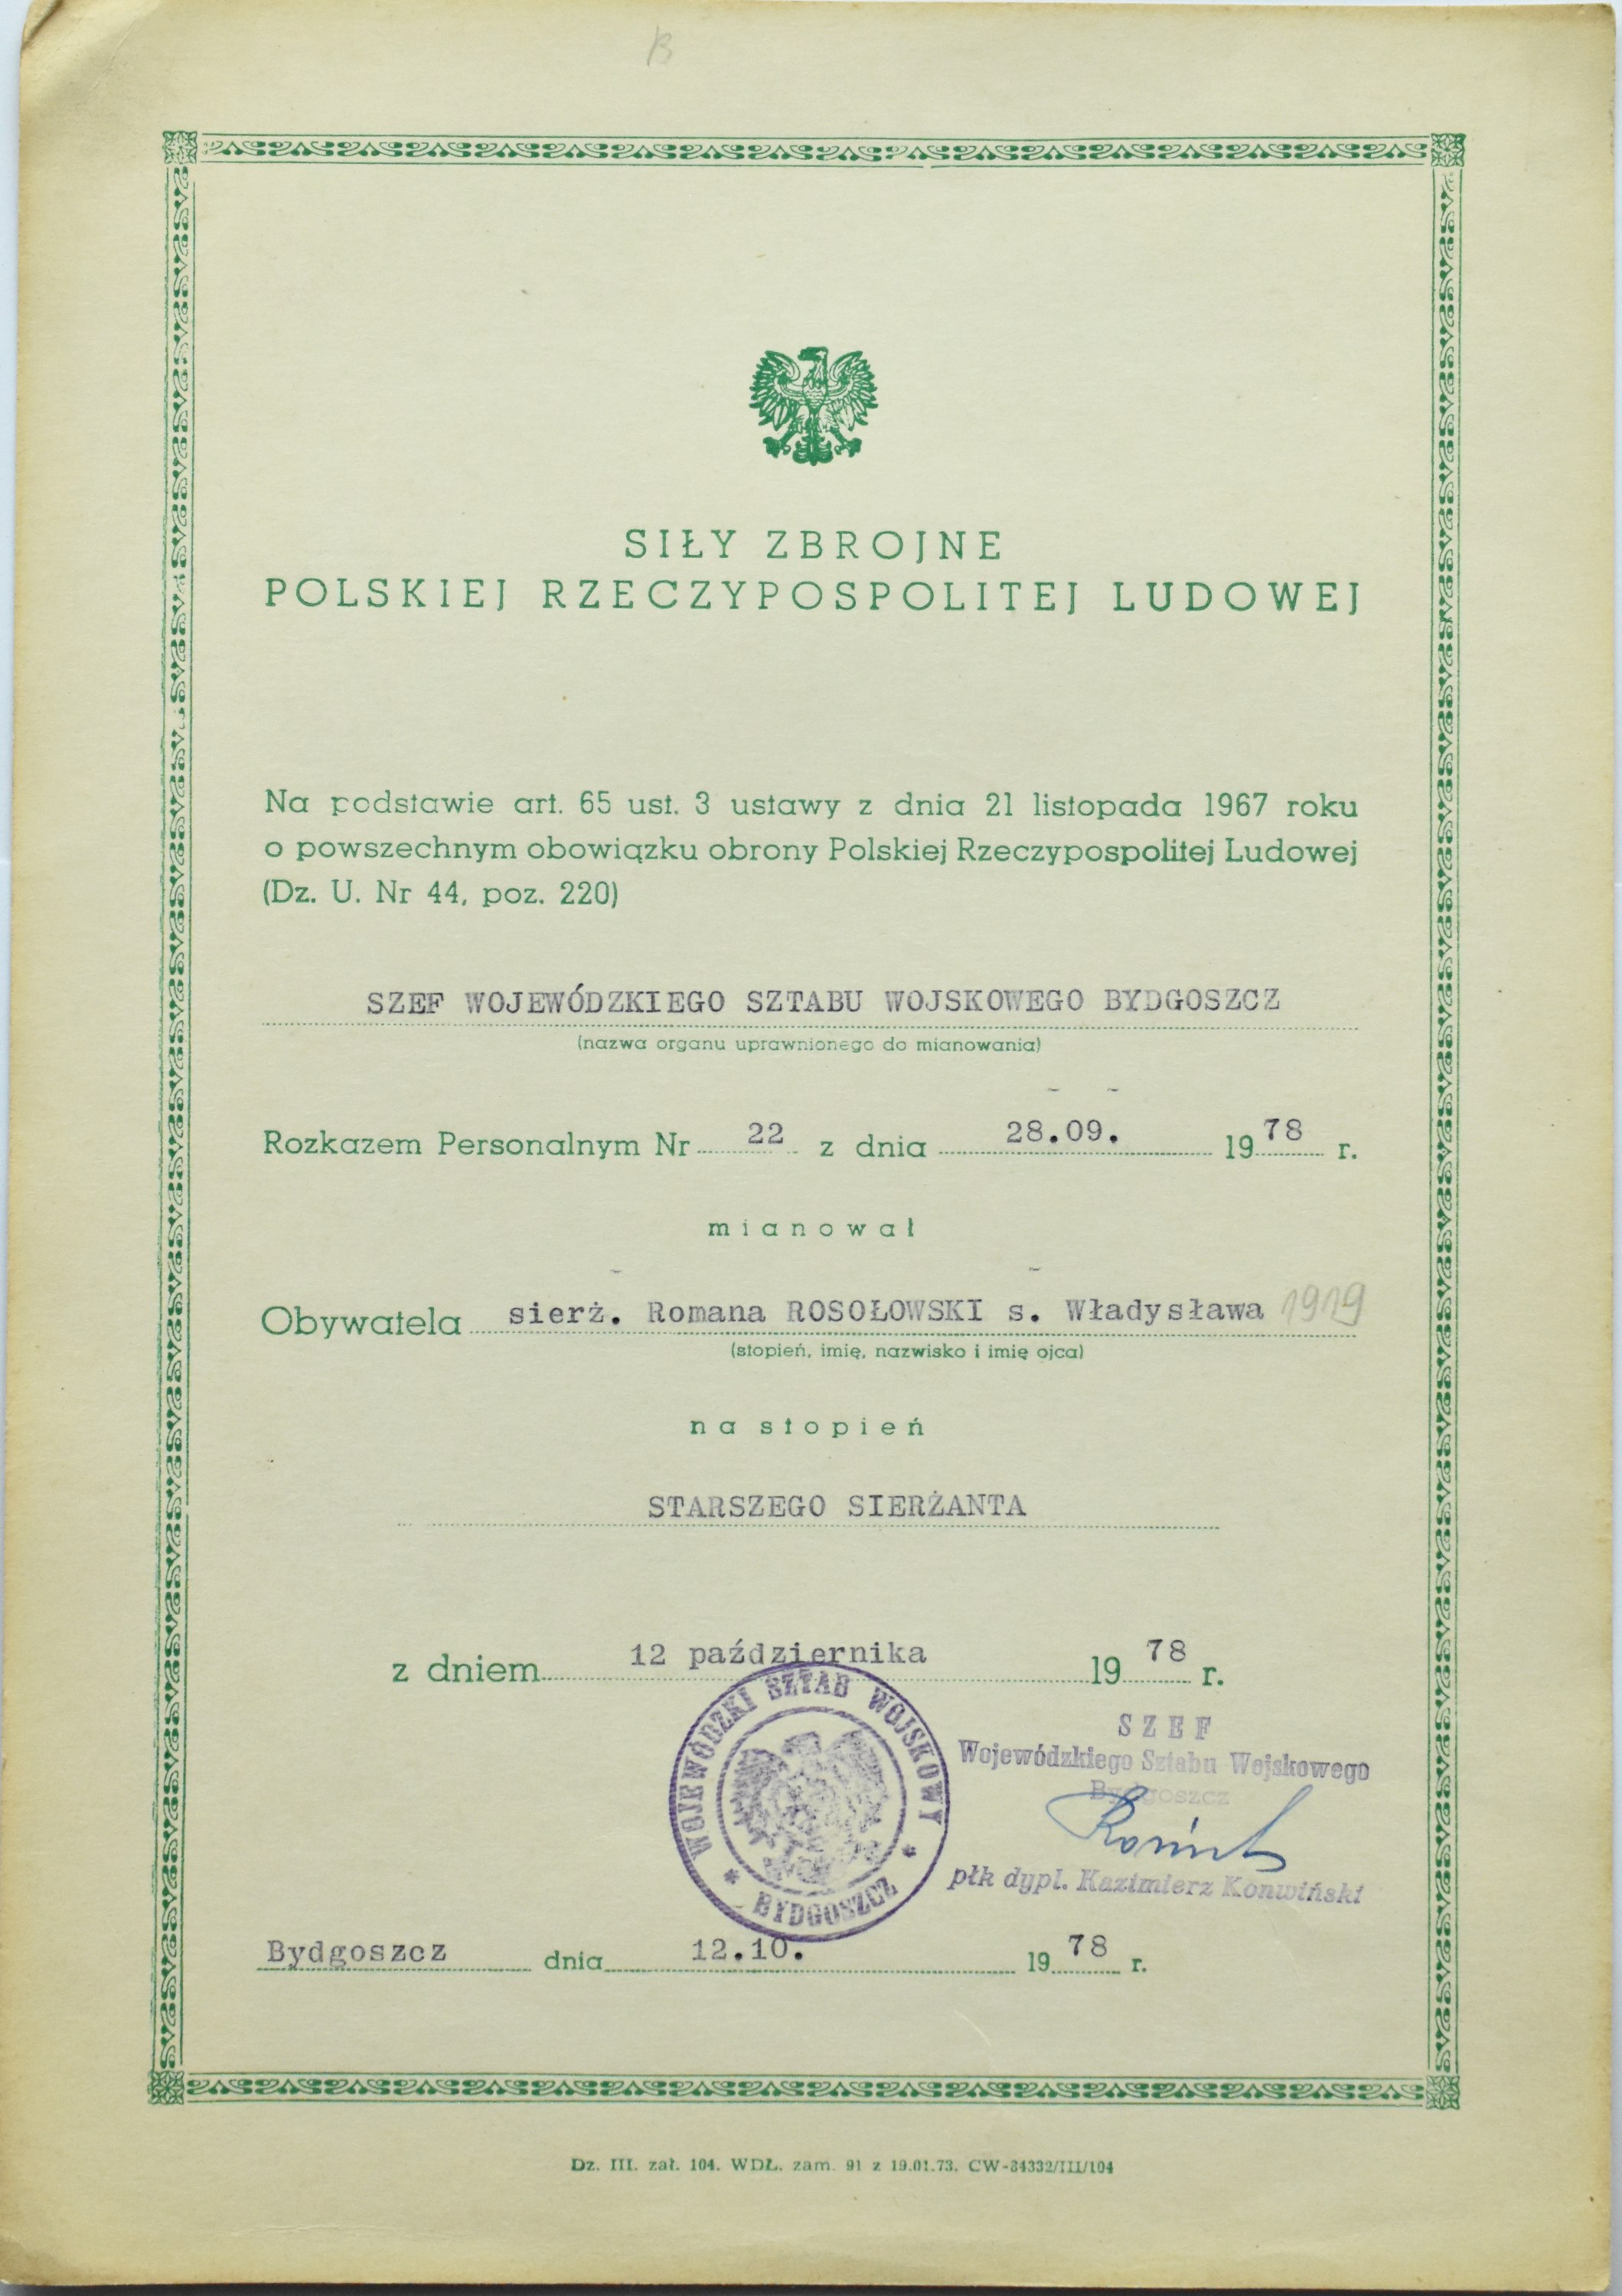 B
SIŁY ZBROJNE
POLSKIEJ RZECZYPOSPOLITEJ LUDOWEJ
Na podstawie art. 65 ust. 3 ustawy z dnia 21 listopada 1967 roku
o powszechnym obowiązku obrony Polskiej Rzeczypospolitej Ludowej
(Dz. U. Nr 44, poz. 220)
SZEF WOJEWÓDZKIEGO SZTABU WOJSKOWEGO BYDGOSZCZ
(nazwa organu uprawnionego do mianowania)
Rozkazem Personalnym Nr 22 z dnia 28.09. 1978 r.
mianował
Obywatela sierż. Romana ROSOŁOWSKI s. Władysława 1919
(stopień, imię, nazwisko i imię ojca)
na stopień
STARSZEGO SIERŻANTA
z dniem 12 października 1978 r.
WOJEWÓDZKI SZTAB WOJSKOWY * BYDGOSZCZ *
SZEF
Wojewódzkiego Sztabu Wojskowego
Bydgoszcz
płk dypl. Kazimierz Konwiński
Bydgoszcz dnia 12.10. 1978 r.
Dz. III. zał. 104. WDŁ. zam. 91 z 19.01.73. CW-84332/III/104